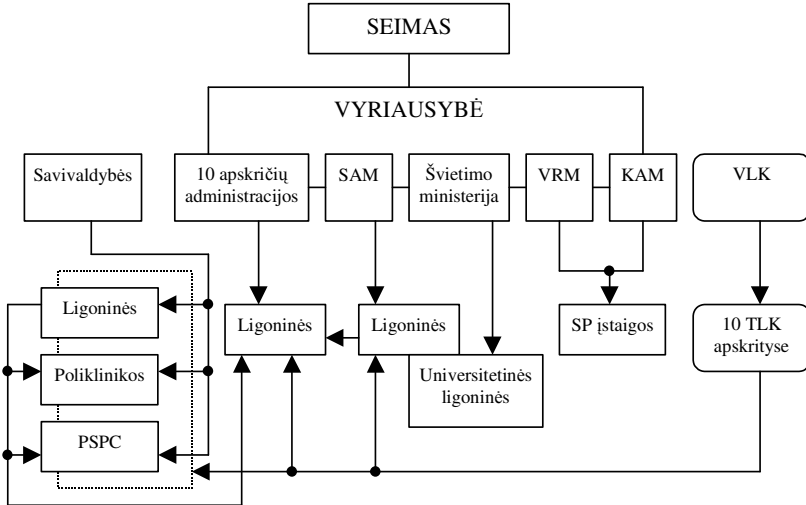 SEIMAS
VYRIAUSYBĖ
Savivaldybės
10 apskričių
administracijos
SAM
Švietimo
ministerija
VRM
KAM
VLK
Ligoninės
Poliklinikos
PSPC
Ligoninės
Ligoninės
Universitetinės
ligoninės
SP įstaigos
10 TLK
apskrityse